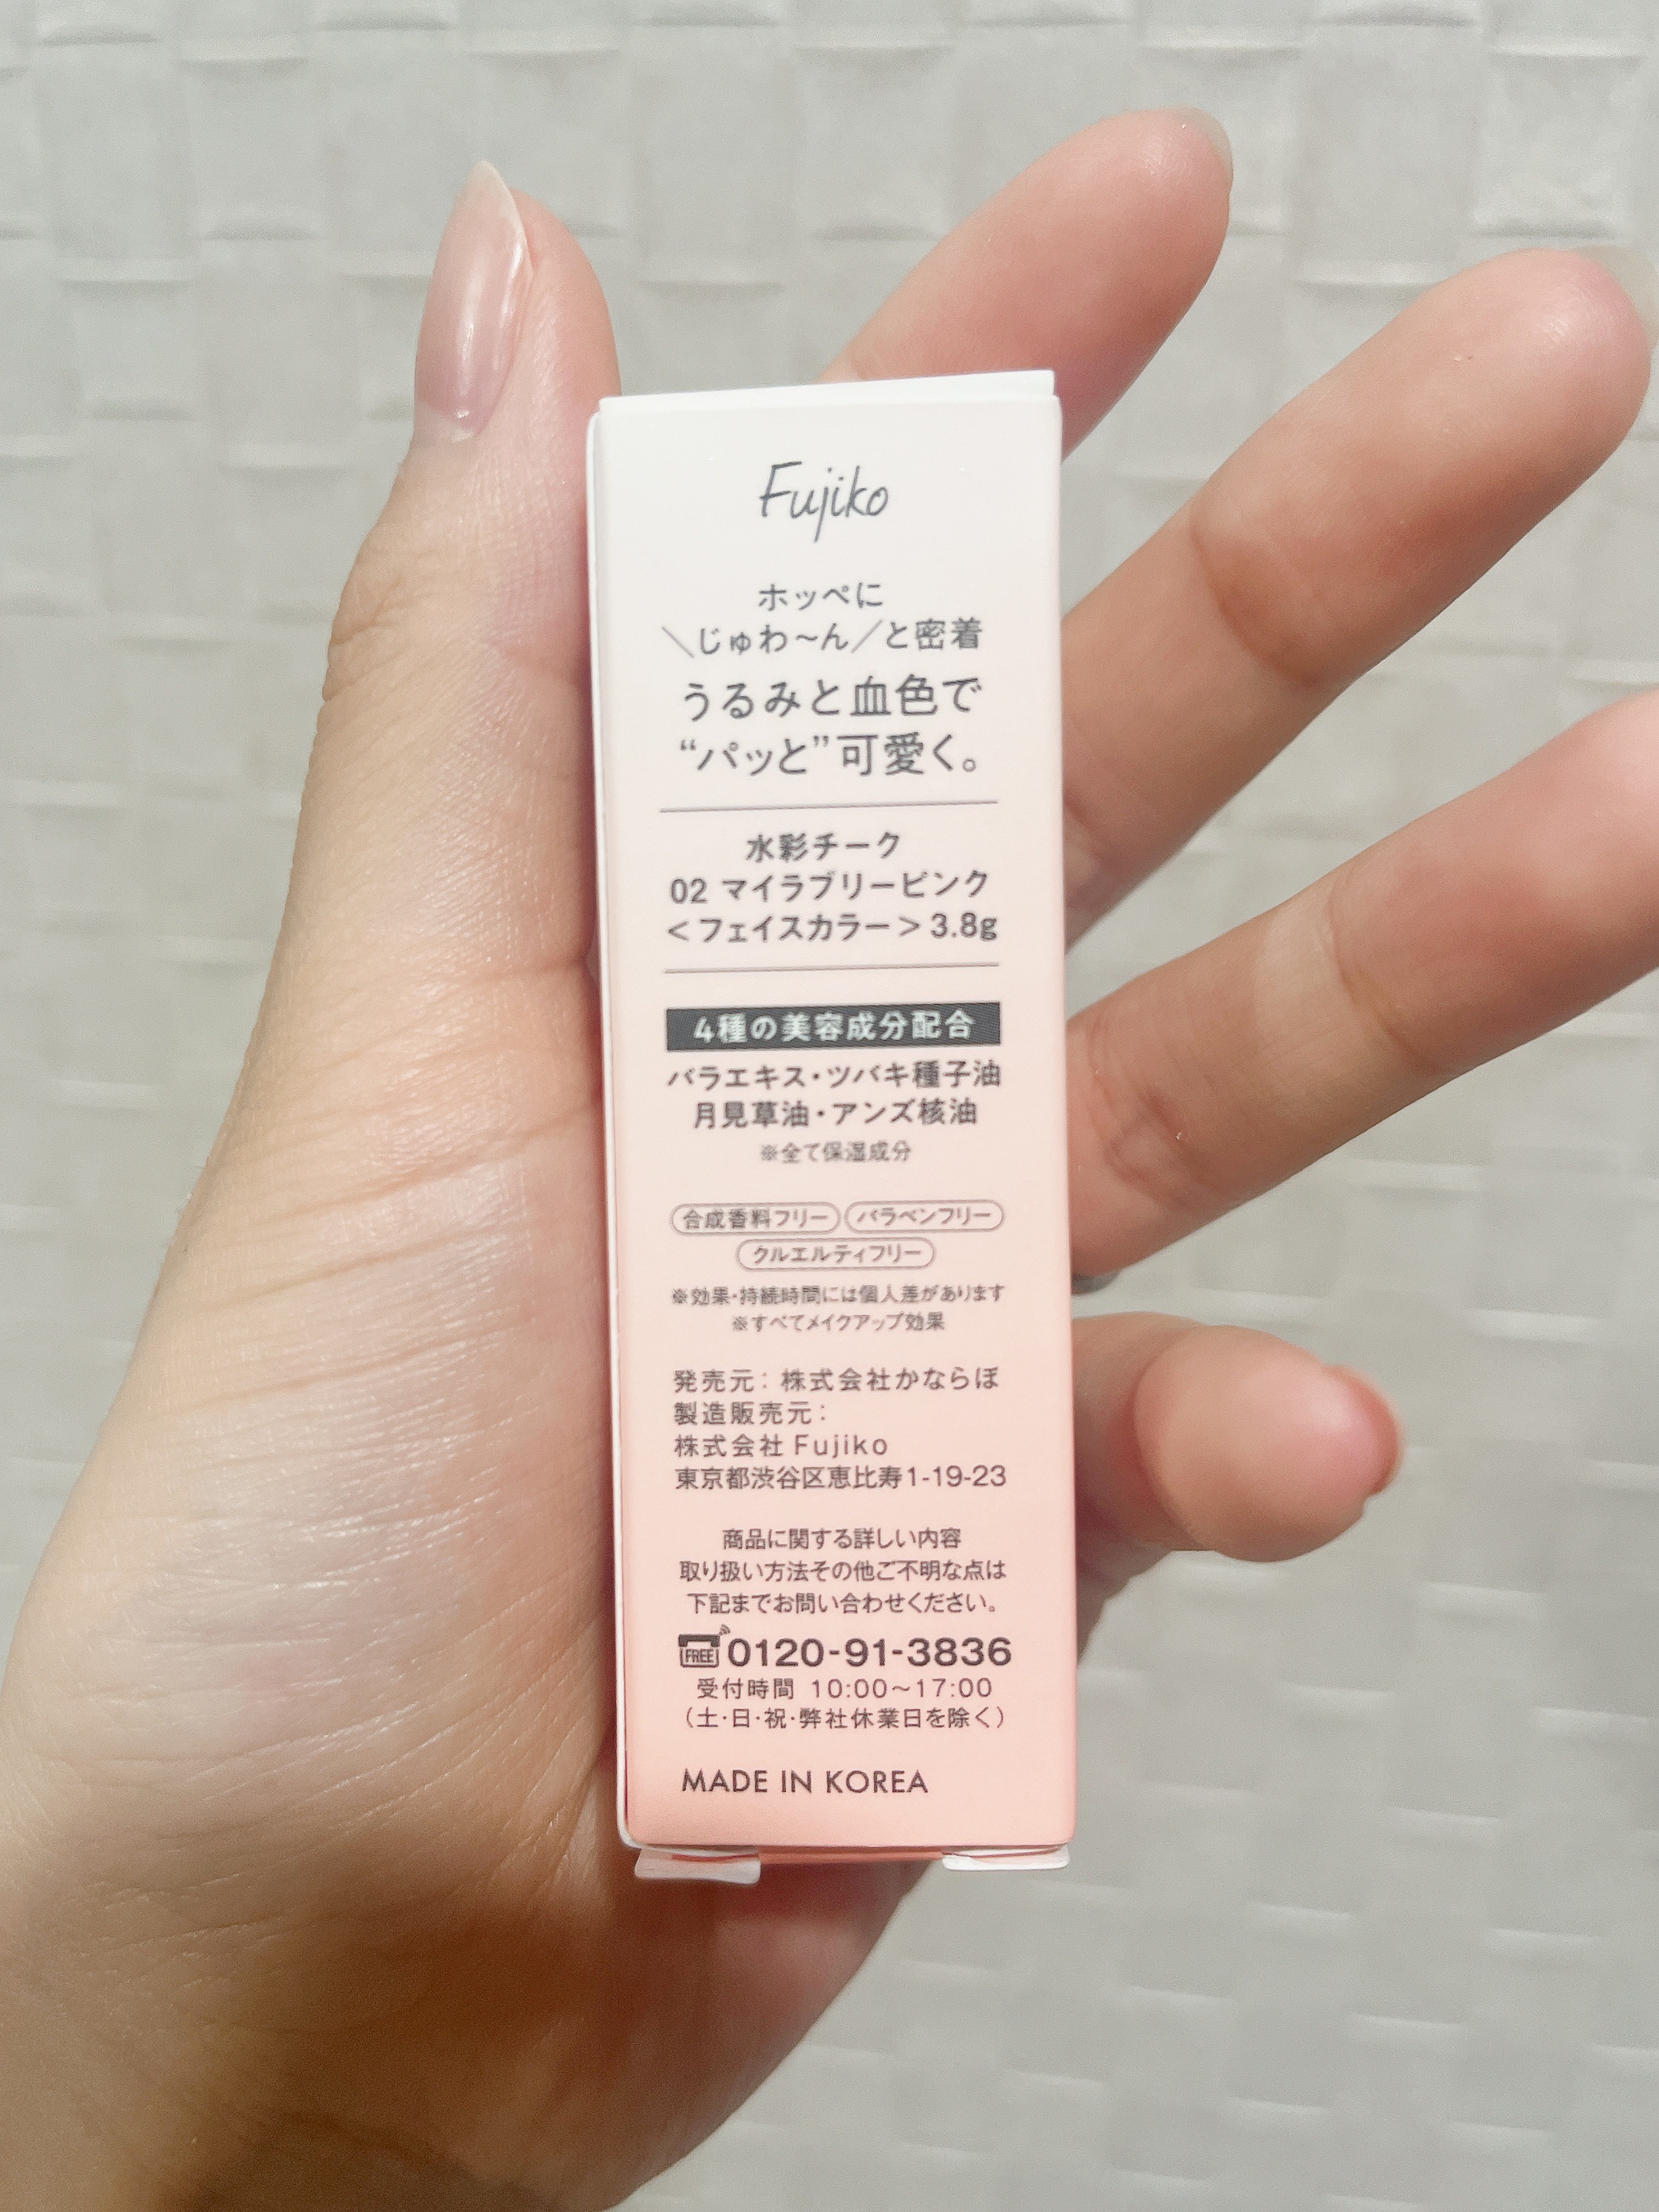 Fujiko
ホッペに
＼じゅわ〜ん／と密着
うるみと血色で
“パッと”可愛く。
水彩チーク
02 マイラブリーピンク
＜フェイスカラー＞3.8g
4種の美容成分配合
バラエキス・ツバキ種子油
月見草油・アンズ核油
※全て保湿成分
合成香料フリー パラベンフリー
クルエルティフリー
※効果・持続時間には個人差があります
※すべてメイクアップ効果
発売元：株式会社かならぼ
製造販売元：
株式会社 Fujiko
東京都渋谷区恵比寿1-19-23
商品に関する詳しい内容
取り扱い方法その他ご不明な点は
下記までお問い合わせください。
FREE 0120-91-3836
受付時間 10:00〜17:00
（土・日・祝・弊社休業日を除く）
MADE IN KOREA